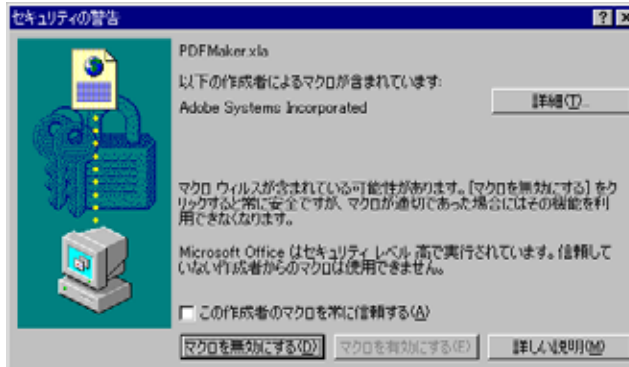 セキュリティの警告
PDFMaker.xla
以下の作成者によるマクロが含まれています:
Adobe Systems Incorporated
詳細(T)...
マクロ ウィルスが含まれている可能性があります。[マクロを無効にする] をク
リックすると常に安全ですが、マクロが適切であった場合にはその機能を利
用できなくなります。
Microsoft Office はセキュリティ レベル 高で実行されています。信頼して
いない作成者からのマクロは使用できません。
この作成者のマクロを常に信頼する(A)
マクロを無効にする(D)
マクロを有効にする(E)
詳しい説明(M)